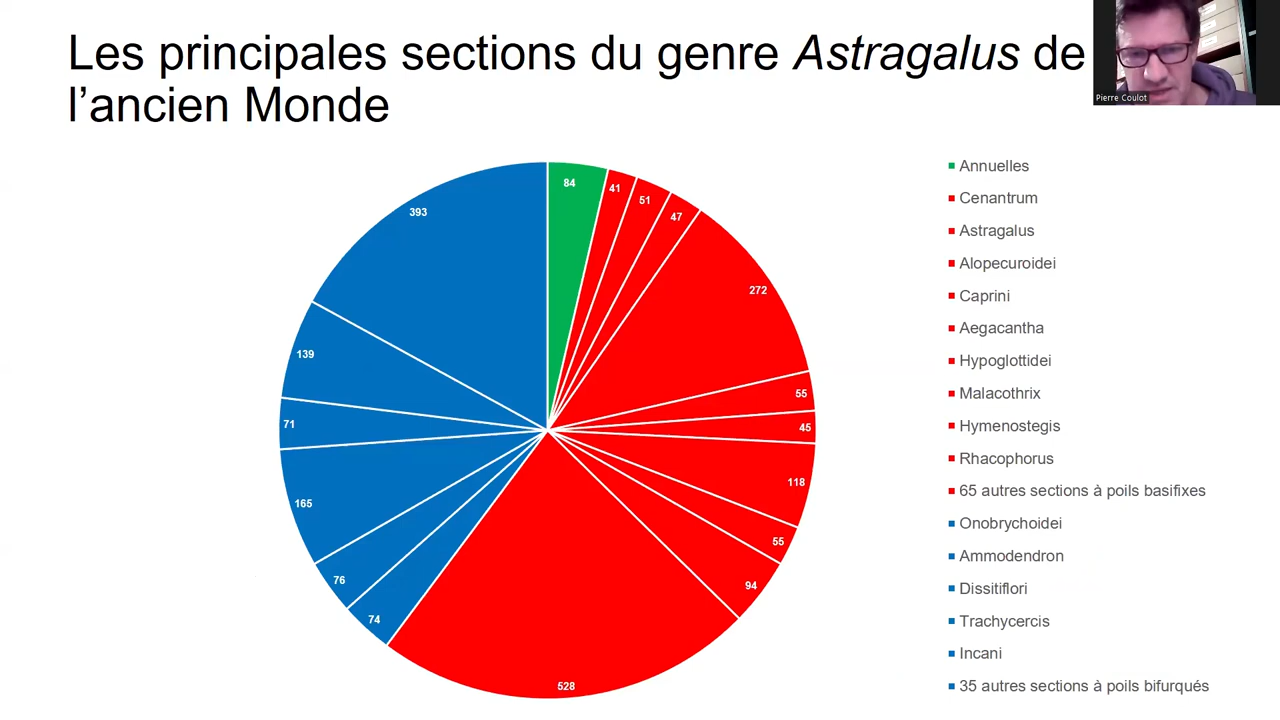 Les principales sections du genre Astragalus de
l'ancien Monde
Pierre Coulot
84
41
51
47
272
55
45
118
55
94
528
74
76
165
71
139
393
Annuelles
Cenantrum
Astragalus
Alopecuroidei
Caprini
Aegacantha
Hypoglottidei
Malacothrix
Hymenostegis
Rhacophorus
65 autres sections à poils basifixes
Onobrychoidei
Ammodendron
Dissitiflori
Trachycercis
Incani
35 autres sections à poils bifurqués